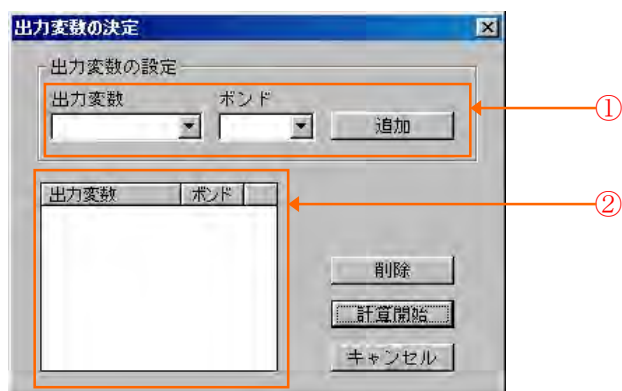 出力変数の決定
出力変数の設定
出力変数 ボンド
追加
①
出力変数 ボンド
②
削除
計算開始
キャンセル